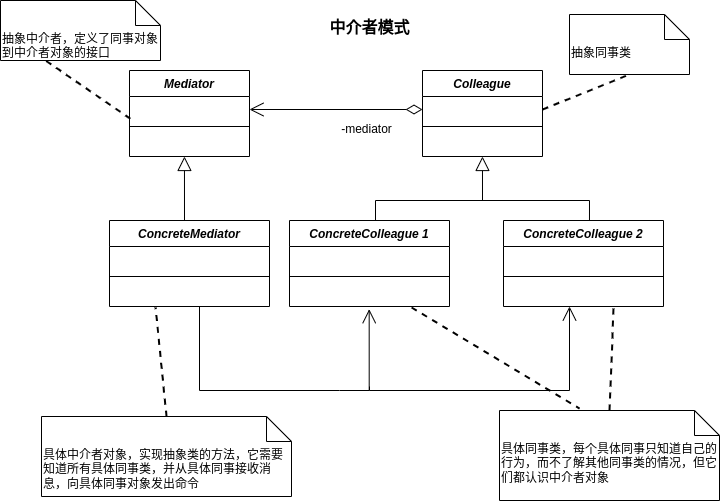 中介者模式
抽象中介者，定义了同事对象
到中介者对象的接口
抽象同事类
Mediator
Colleague
-mediator
ConcreteMediator
ConcreteColleague 1
ConcreteColleague 2
具体中介者对象，实现抽象类的方法，它需要
知道所有具体同事类，并从具体同事接收消
息，向具体同事对象发出命令
具体同事类，每个具体同事只知道自己的
行为，而不了解其他同事类的情况，但它
们都认识中介者对象